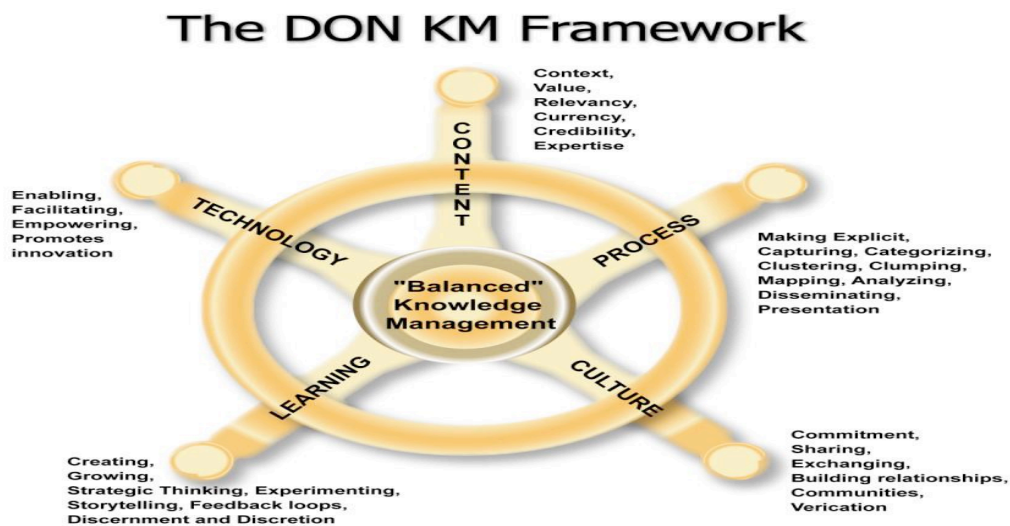 The DON KM Framework
Context,
Value,
Relevancy,
Currency,
Credibility,
Expertise
CONTENT
Enabling,
Facilitating,
Empowering,
Promotes
innovation
TECHNOLOGY
PROCESS
Making Explicit,
Capturing, Categorizing,
Clustering, Clumping,
Mapping, Analyzing,
Disseminating,
Presentation
"Balanced"
Knowledge
Management
LEARNING
CULTURE
Creating,
Growing,
Strategic Thinking, Experimenting,
Storytelling, Feedback loops,
Discernment and Discretion
Commitment,
Sharing,
Exchanging,
Building relationships,
Communities,
Verication